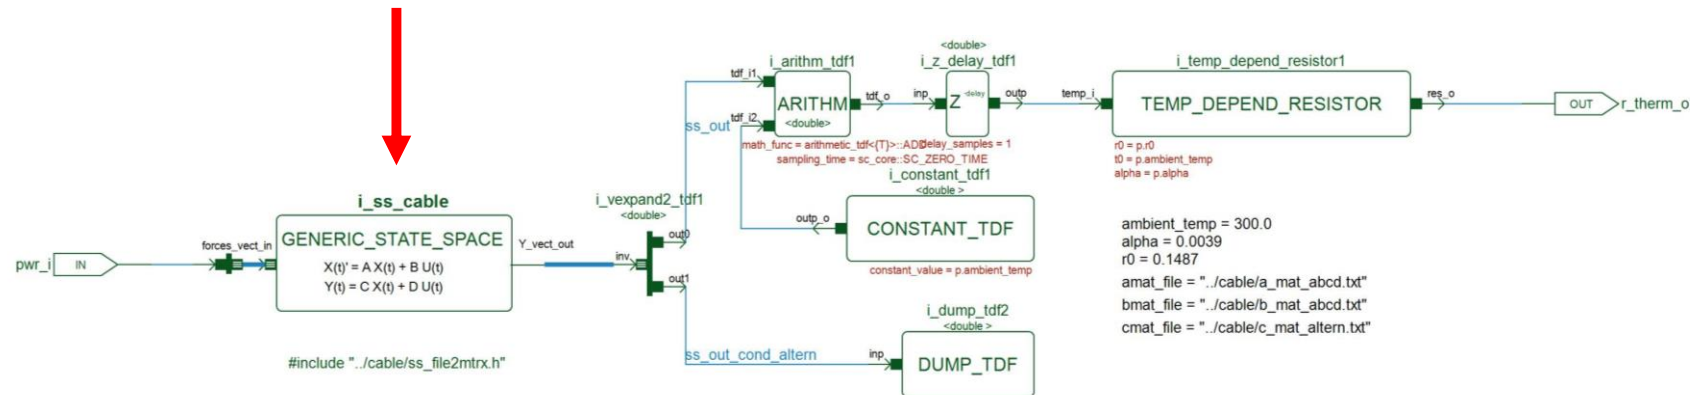 i_ss_cable
pwr_i
IN
forces_vect_in
GENERIC_STATE_SPACE
X(t)' = A X(t) + B U(t)
Y(t) = C X(t) + D U(t)
Y_vect_out
#include "../cable/ss_file2mtrx.h"
i_vexpand2_tdf1
<double>
inv
out0
out1
ss_out
ss_out_cond_altern
i_arithm_tdf1
tdf_i1
tdf_i2
ARITHM
<double>
tdf_o
math_func = arithmetic_tdf<{T}>::ADD
sampling_time = sc_core::SC_ZERO_TIME
<double>
i_z_delay_tdf1
inp
Z -delay
outp
delay_samples = 1
i_constant_tdf1
<double >
outp_o
CONSTANT_TDF
constant_value = p.ambient_temp
i_dump_tdf2
<double >
inp
DUMP_TDF
i_temp_depend_resistor1
temp_i
TEMP_DEPEND_RESISTOR
res_o
r0 = p.r0
t0 = p.ambient_temp
alpha = p.alpha
OUT
r_therm_o
ambient_temp = 300.0
alpha = 0.0039
r0 = 0.1487
amat_file = "../cable/a_mat_abcd.txt"
bmat_file = "../cable/b_mat_abcd.txt"
cmat_file = "../cable/c_mat_altern.txt"